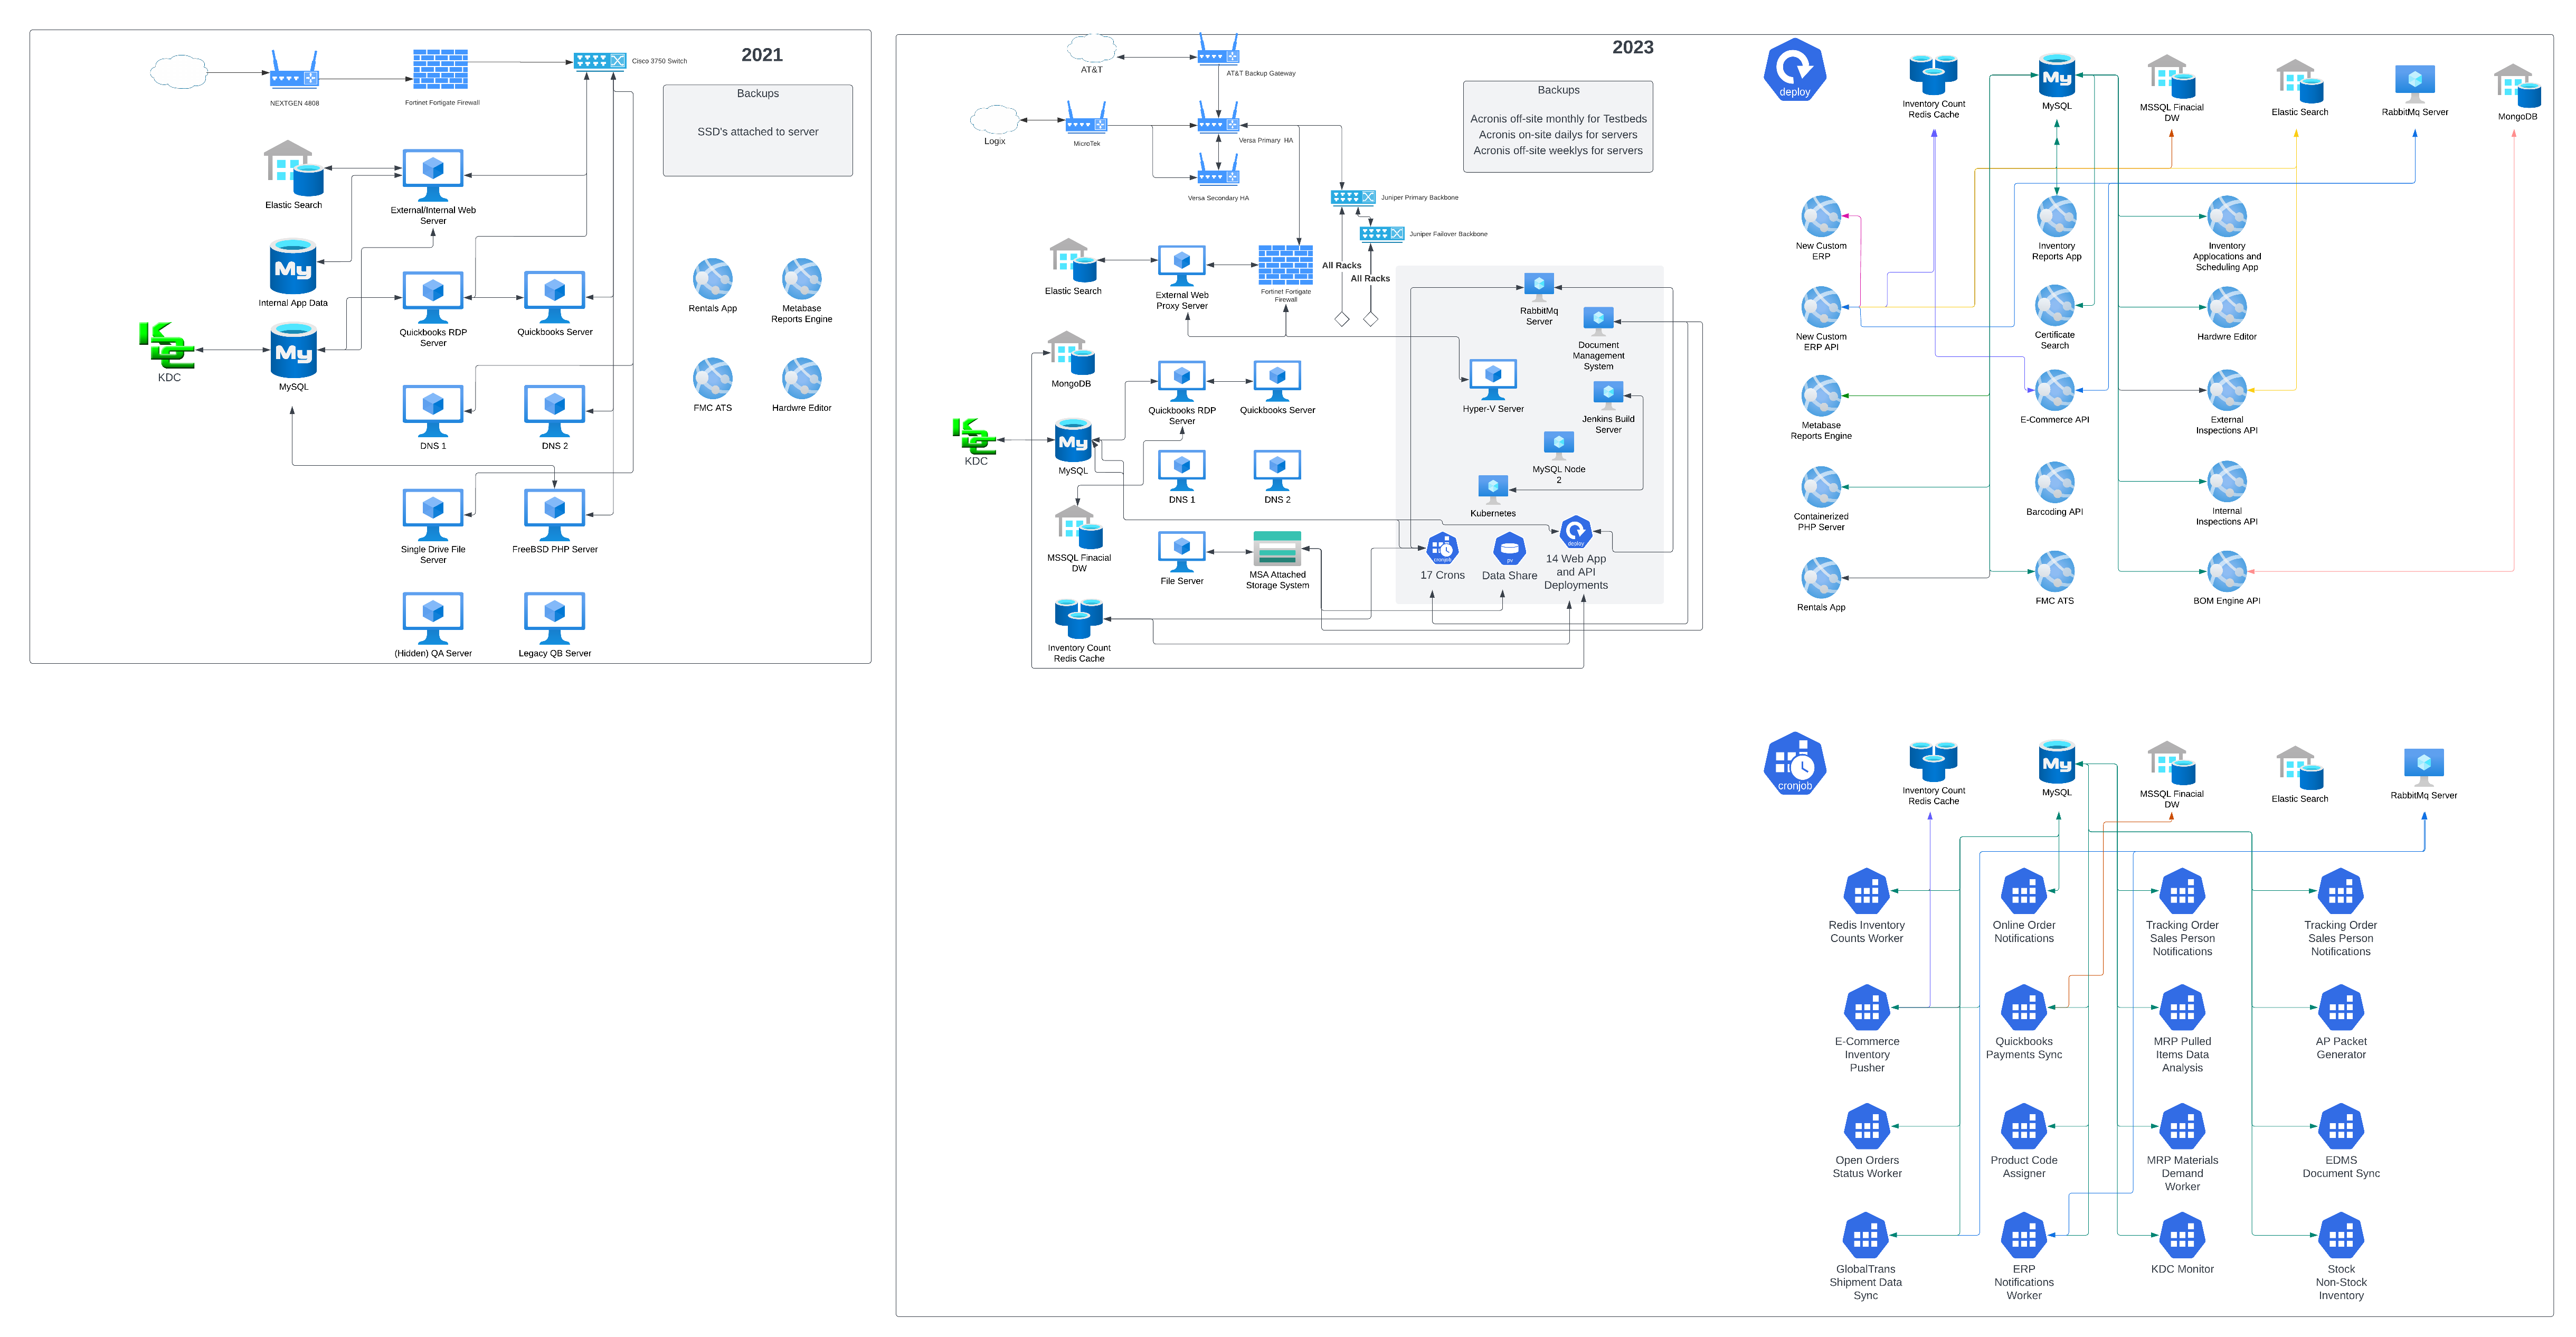 2021
Cisco 3750 Switch
NEXTGEN 4808
Fortinet Fortigate Firewall
Backups
SSD's attached to server
Elastic Search
External/Internal Web
Server
My
Internal App Data
Quickbooks RDP
Server
Quickbooks Server
Rentals App
Metabase
Reports Engine
KDC
KDC
My
MySQL
FMC ATS
Hardwre Editor
DNS 1
DNS 2
Single Drive File
Server
FreeBSD PHP Server
(Hidden) QA Server
Legacy QB Server
2023
AT&T
AT&T Backup Gateway
Backups
Acronis off-site monthly for Testbeds
Acronis on-site dailys for servers
Acronis off-site weeklys for servers
Logix
MicroTek
Versa Primary HA
Versa Secondary HA
Juniper Primary Backbone
Juniper Failover Backbone
All Racks
All Racks
Elastic Search
External Web
Proxy Server
Fortinet Fortigate
Firewall
RabbitMq
Server
Document
Management
System
MongoDB
Quickbooks RDP
Server
Quickbooks Server
Hyper-V Server
Jenkins Build
Server
KDC
KDC
My
MySQL
DNS 1
DNS 2
MySQL Node
2
Kubernetes
MSSQL Finacial
DW
File Server
MSA Attached
Storage System
cronjob
17 Crons
pv
Data Share
deploy
14 Web App
and API
Deployments
Inventory Count
Redis Cache
deploy
Inventory Count
Redis Cache
My
MySQL
MSSQL Finacial
DW
Elastic Search
RabbitMq Server
MongoDB
New Custom
ERP
Inventory
Reports App
Inventory
Applocations and
Scheduling App
New Custom
ERP API
Certificate
Search
Hardwre Editor
Metabase
Reports Engine
E-Commerce API
External
Inspections API
Containerized
PHP Server
Barcoding API
Internal
Inspections API
Rentals App
FMC ATS
BOM Engine API
cronjob
Inventory Count
Redis Cache
My
MySQL
MSSQL Finacial
DW
Elastic Search
RabbitMq Server
Redis Inventory
Counts Worker
Online Order
Notifications
Tracking Order
Sales Person
Notifications
Tracking Order
Sales Person
Notifications
E-Commerce
Inventory
Pusher
Quickbooks
Payments Sync
MRP Pulled
Items Data
Analysis
AP Packet
Generator
Open Orders
Status Worker
Product Code
Assigner
MRP Materials
Demand
Worker
EDMS
Document Sync
GlobalTrans
Shipment Data
Sync
ERP
Notifications
Worker
KDC Monitor
Stock
Non-Stock
Inventory